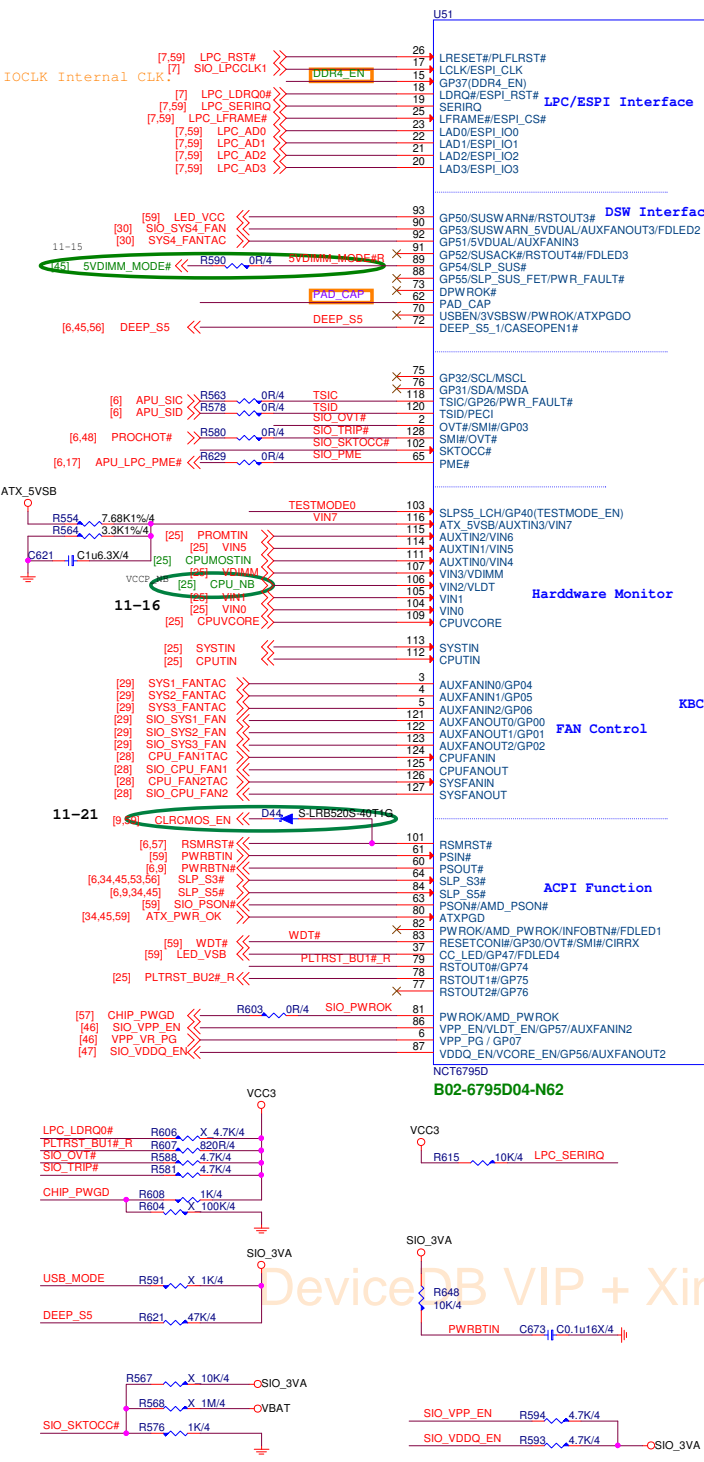 U51
IOCLK Internal CLK.
[7,59] LPC_RST# 26 LRESET#/PLFLRST#
[7] SIO_LPCCLK1 17 LCLK/ESPI_CLK
DDR4_EN 15 GP37(DDR4_EN)
[7] LPC_LDRQ0# 18 LDRQ#/ESPI_RST#
[7,59] LPC_SERIRQ 19 SERIRQ
LPC/ESPI Interface
[7,59] LPC_LFRAME# 25 LFRAME#/ESPI_CS#
[7,59] LPC_AD0 23 LAD0/ESPI_IO0
[7,59] LPC_AD1 22 LAD1/ESPI_IO1
[7,59] LPC_AD2 21 LAD2/ESPI_IO2
[7,59] LPC_AD3 20 LAD3/ESPI_IO3
DSW Interfac
[59] LED_VCC 93 GP50/SUSWARN#/RSTOUT3#
[30] SIO_SYS4_FAN 90 GP53/SUSWARN_5VDUAL/AUXFANOUT3/FDLED2
[30] SYS4_FANTAC 92 GP51/5VDUAL/AUXFANIN3
11-15
91 GP52/SUSACK#/RSTOUT4#/FDLED3
[45] 5VDIMM_MODE# R590 0R/4 5VDIMM_MODE#R 89 GP54/SLP_SUS#
88 GP55/SLP_SUS_FET/PWR_FAULT#
73 DPWROK#
PAD_CAP 62 PAD_CAP
70 USBEN/3VSBSW/PWROK/ATXPGDO
[6,45,56] DEEP_S5 DEEP_S5 72 DEEP_S5_1/CASEOPEN1#
75 GP32/SCL/MSCL
76 GP31/SDA/MSDA
[6] APU_SIC R563 0R/4 TSIC 118 TSIC/GP26/PWR_FAULT#
[6] APU_SID R578 0R/4 TSID 120 TSID/PECI
SIO_OVT# 2 OVT#/SMI#/GP03
[6,48] PROCHOT# R580 0R/4 SIO_TRIP# 128 SMI#/OVT#
SIO_SKTOCC# 102 SKTOCC#
[6,17] APU_LPC_PME# R629 0R/4 SIO_PME 65 PME#
ATX_5VSB
TESTMODE0 103 SLPS5_LCH/GP40(TESTMODE_EN)
R554 7.68K1%/4 VIN7 116 ATX_5VSB/AUXTIN3/VIN7
R564 3.3K1%/4 [25] PROMTIN 115 AUXTIN2/VIN6
[25] VIN5 114 AUXTIN1/VIN5
C621 C1u6.3X/4 [25] CPUMOSTIN 111 AUXTIN0/VIN4
[25] VDIMM 107 VIN3/VDIMM
VCCP_NB [25] CPU_NB 106 VIN2/VLDT
Harddware Monitor
[25] VIN1 105 VIN1
11-16
[25] VIN0 104 VIN0
[25] CPUVCORE 109 CPUVCORE
[25] SYSTIN 113 SYSTIN
[25] CPUTIN 112 CPUTIN
[29] SYS1_FANTAC 3 AUXFANIN0/GP04
[29] SYS2_FANTAC 4 AUXFANIN1/GP05
KBC
[29] SYS3_FANTAC 5 AUXFANIN2/GP06
[29] SIO_SYS1_FAN 121 AUXFANOUT0/GP00
[29] SIO_SYS2_FAN 122 AUXFANOUT1/GP01
FAN Control
[29] SIO_SYS3_FAN 123 AUXFANOUT2/GP02
[28] CPU_FAN1TAC 124 CPUFANIN
[28] SIO_CPU_FAN1 125 CPUFANOUT
[28] CPU_FAN2TAC 126 SYSFANIN
[28] SIO_CPU_FAN2 127 SYSFANOUT
11-21
CLRCMOS_EN D44 S-LRB520S-40T1G
[6,57] RSMRST# 101 RSMRST#
[59] PWRBTIN 61 PSIN#
[6,9] PWRBTN# 60 PSOUT#
[6,34,45,53,56] SLP_S3# 64 SLP_S3#
[6,9,34,45] SLP_S5# 84 SLP_S5#
ACPI Function
[59] SIO_PSON# 63 PSON#/AMD_PSON#
[34,45,59] ATX_PWR_OK 80 ATXPGD
82 PWROK/AMD_PWROK/INFOBTN#/FDLED1
[59] WDT# WDT# 83 RESETCONI#/GP30/OVT#/SMI#/CIRRX
[59] LED_VSB 37 CC_LED/GP47/FDLED4
PLTRST_BU1#_R 79 RSTOUT0#/GP74
[25] PLTRST_BU2#_R 78 RSTOUT1#/GP75
77 RSTOUT2#/GP76
[57] CHIP_PWGD R603 0R/4 SIO_PWROK 81 PWROK/AMD_PWROK
[46] SIO_VPP_EN 86 VPP_EN/VLDT_EN/GP57/AUXFANIN2
[46] VPP_VR_PG 6 VPP_PG / GP07
[47] SIO_VDDQ_EN 87 VDDQ_EN/VCORE_EN/GP56/AUXFANOUT2
NCT6795D
B02-6795D04-N62
VCC3
LPC_LDRQ0# R606 X_4.7K/4
PLTRST_BU1#_R R607 820R/4
SIO_OVT# R588 4.7K/4
SIO_TRIP# R581 4.7K/4
CHIP_PWGD R608 1K/4
R604 X_100K/4
VCC3
R615 10K/4 LPC_SERIRQ
SIO_3VA
USB_MODE R591 X_1K/4
DEEP_S5 R621 47K/4
SIO_3VA
R648
10K/4
PWRBTIN C673 C0.1u16X/4
DeviceDB VIP + Xin
R567 X_10K/4 SIO_3VA
R568 X_1M/4 VBAT
SIO_SKTOCC# R576 1K/4
SIO_VPP_EN R594 4.7K/4
SIO_VDDQ_EN R593 4.7K/4 SIO_3VA